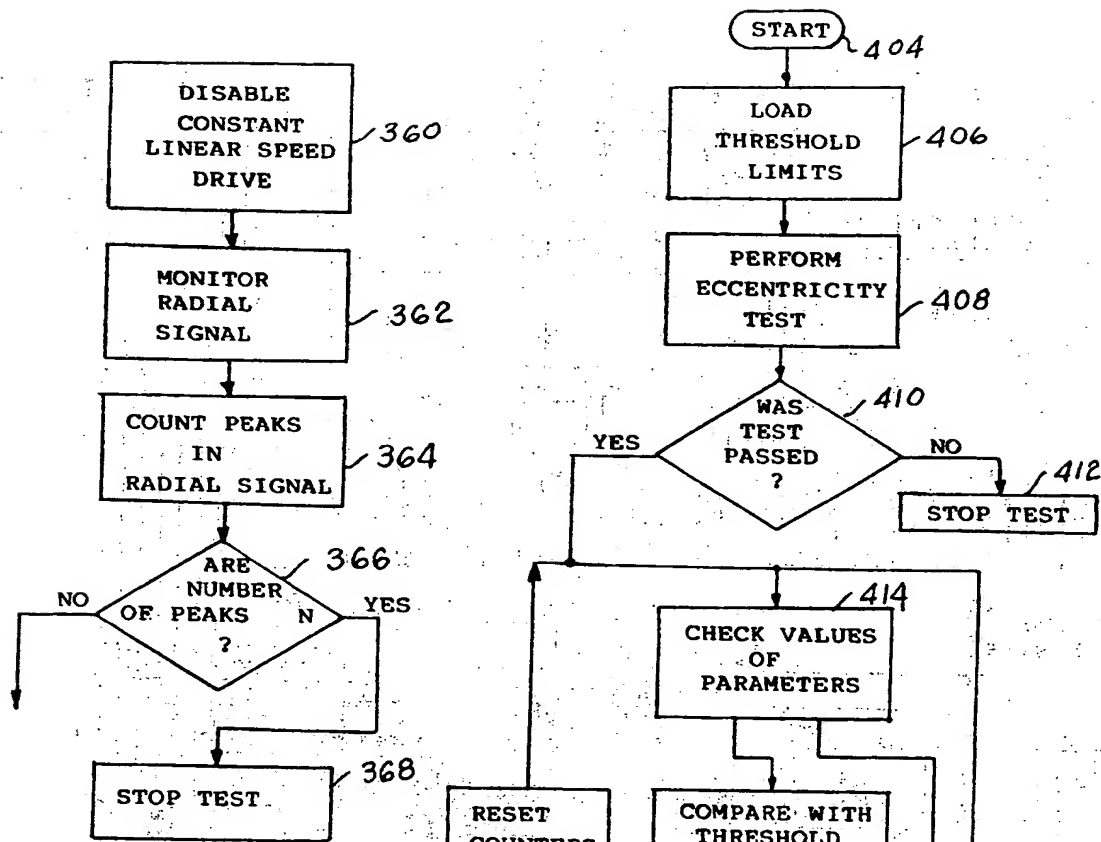 DISABLE
CONSTANT
LINEAR SPEED
DRIVE
360
MONITOR
RADIAL
SIGNAL
362
COUNT PEAKS
IN
RADIAL SIGNAL
364
ARE
NUMBER
OF PEAKS N
?
366
NO
YES
STOP TEST
368
START
404
LOAD
THRESHOLD
LIMITS
406
PERFORM
ECCENTRICITY
TEST
408
WAS
TEST
PASSED
?
410
YES
NO
STOP TEST
412
CHECK VALUES
OF
PARAMETERS
414
RESET
COUNTERS
COMPARE WITH
THRESHOLD